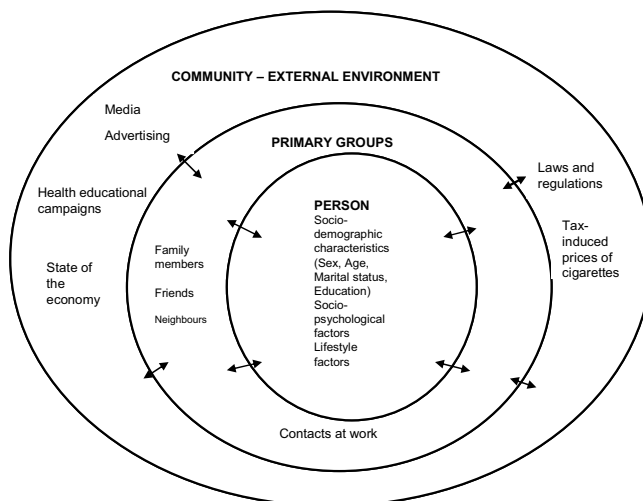 COMMUNITY – EXTERNAL ENVIRONMENT
Media
Advertising
PRIMARY GROUPS
Laws and
regulations
Health educational
campaigns
PERSON
Socio-
demographic
characteristics
(Sex, Age,
Marital status,
Education)
Socio-
psychological
factors
Lifestyle
factors
Tax-
induced
prices of
cigarettes
Family
members
Friends
Neighbours
State of
the
economy
Contacts at work